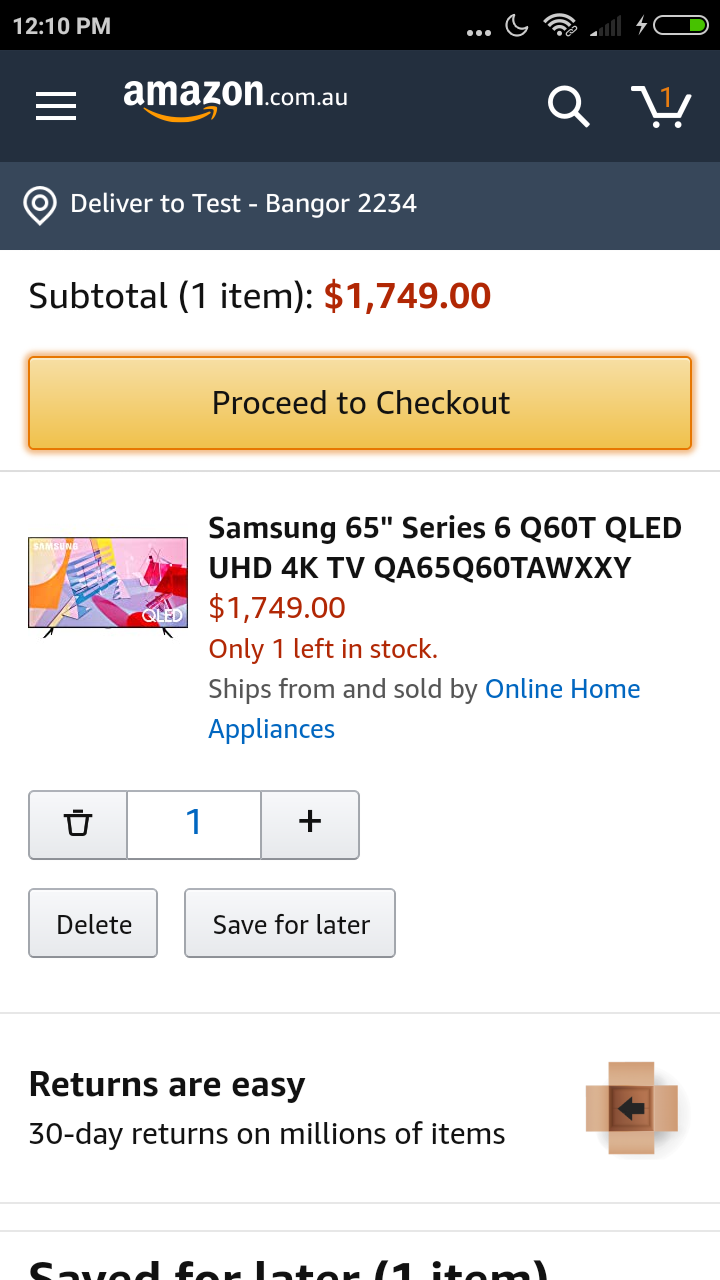 12:10 PM
amazon.com.au
1
Deliver to Test - Bangor 2234
Subtotal (1 item): $1,749.00
Proceed to Checkout
Samsung 65" Series 6 Q60T QLED
UHD 4K TV QA65Q60TAWXXY
SAMSUNG
QLED
$1,749.00
Only 1 left in stock.
Ships from and sold by Online Home
Appliances
1 +
Delete
Save for later
Returns are easy
30-day returns on millions of items
Saved for later (1 item)